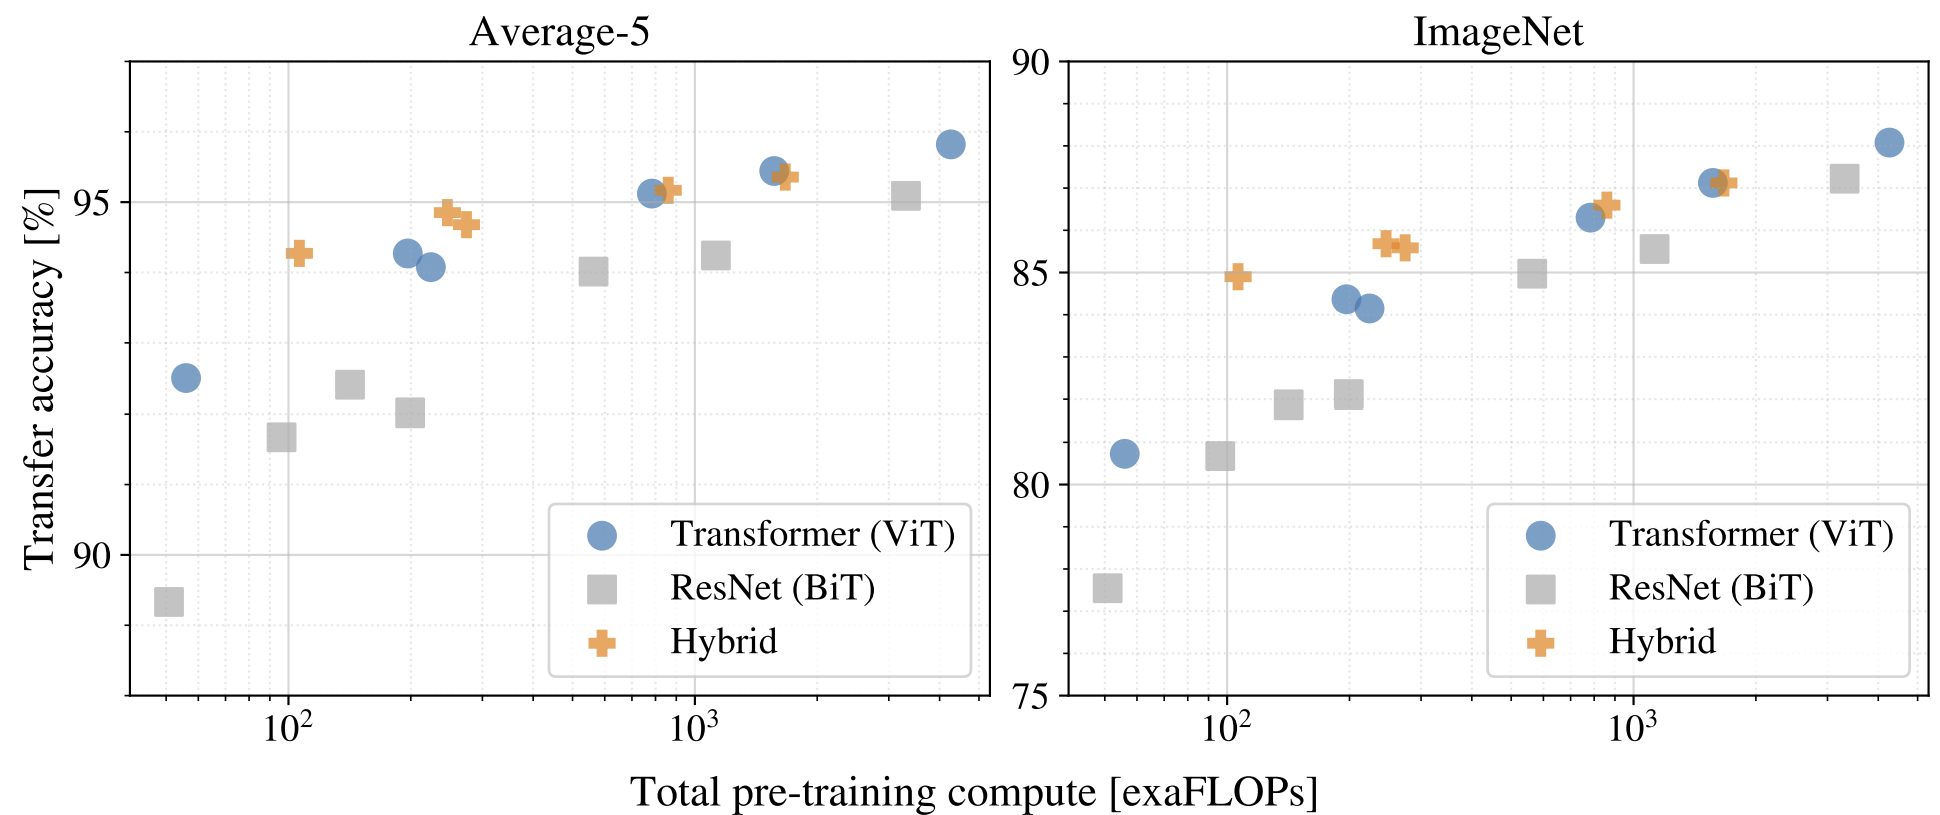 Average-5
ImageNet
Transfer accuracy [%]
95
90
10²
10³
Transformer (ViT)
ResNet (BiT)
Hybrid
90
85
80
75
10²
10³
Transformer (ViT)
ResNet (BiT)
Hybrid
Total pre-training compute [exaFLOPs]